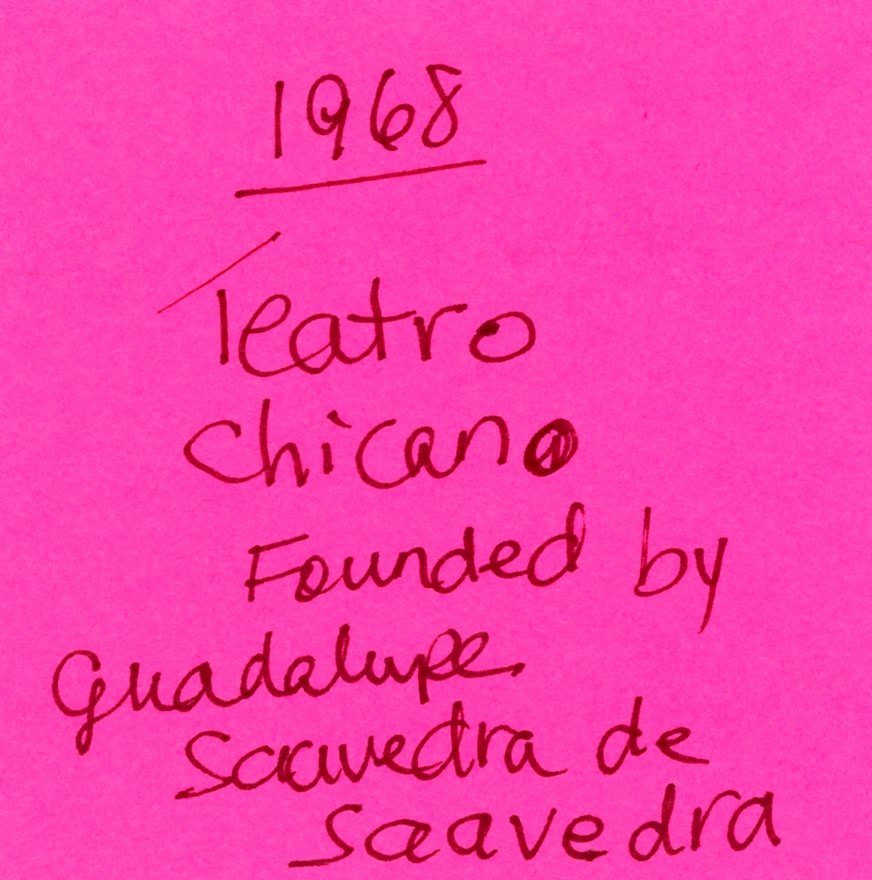 1968
Teatro
Chicano
Founded by
Guadalupe
Saavedra de
Saavedra